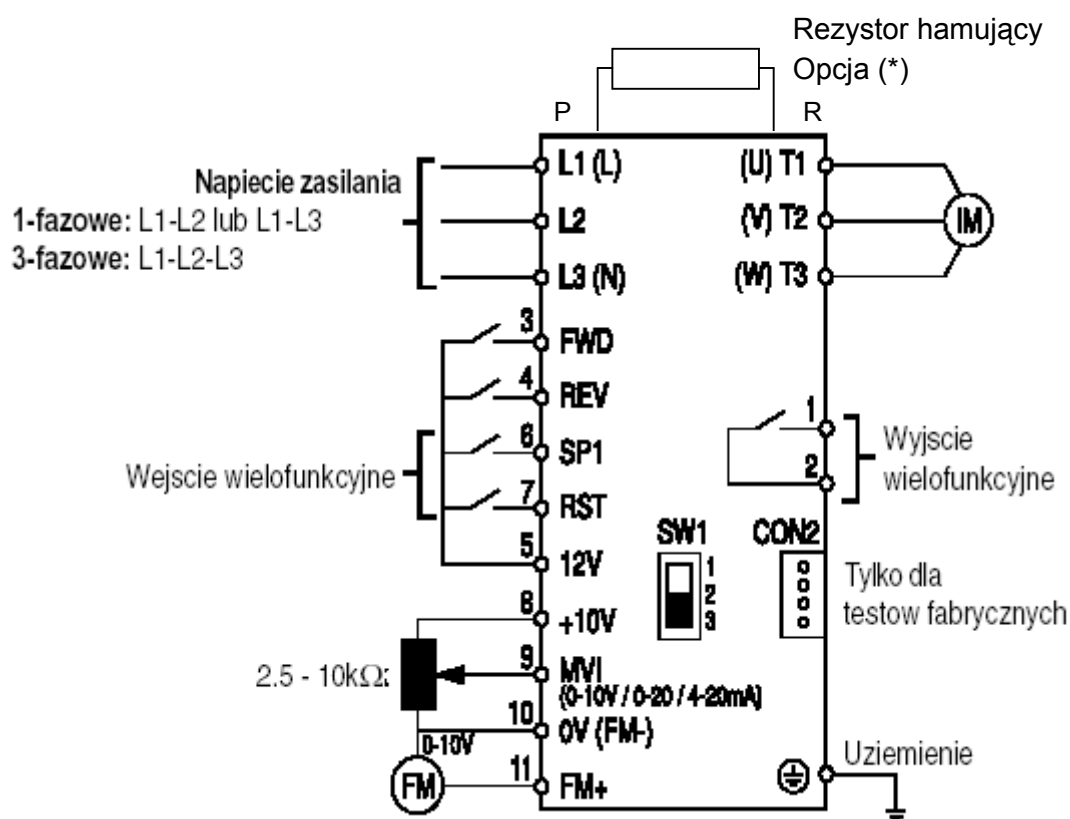 Rezystor hamujący
Opcja (*)
P
R
L1 (L)
(U) T1
Napiecie zasilania
1-fazowe: L1-L2 lub L1-L3
3-fazowe: L1-L2-L3
L2
(V) T2
IM
L3 (N)
(W) T3
3
FWD
4
REV
6
SP1
Wejscie wielofunkcyjne
7
RST
5
12V
1
2
Wyjscie
wielofunkcyjne
SW1
1
2
3
CON2
Tylko dla
testow fabrycznych
8
+10V
2.5 - 10kΩ:
9
MVI
(0-10V / 0-20 / 4-20mA)
10
0V (FM-)
0-10V
FM
11
FM+
Uziemienie